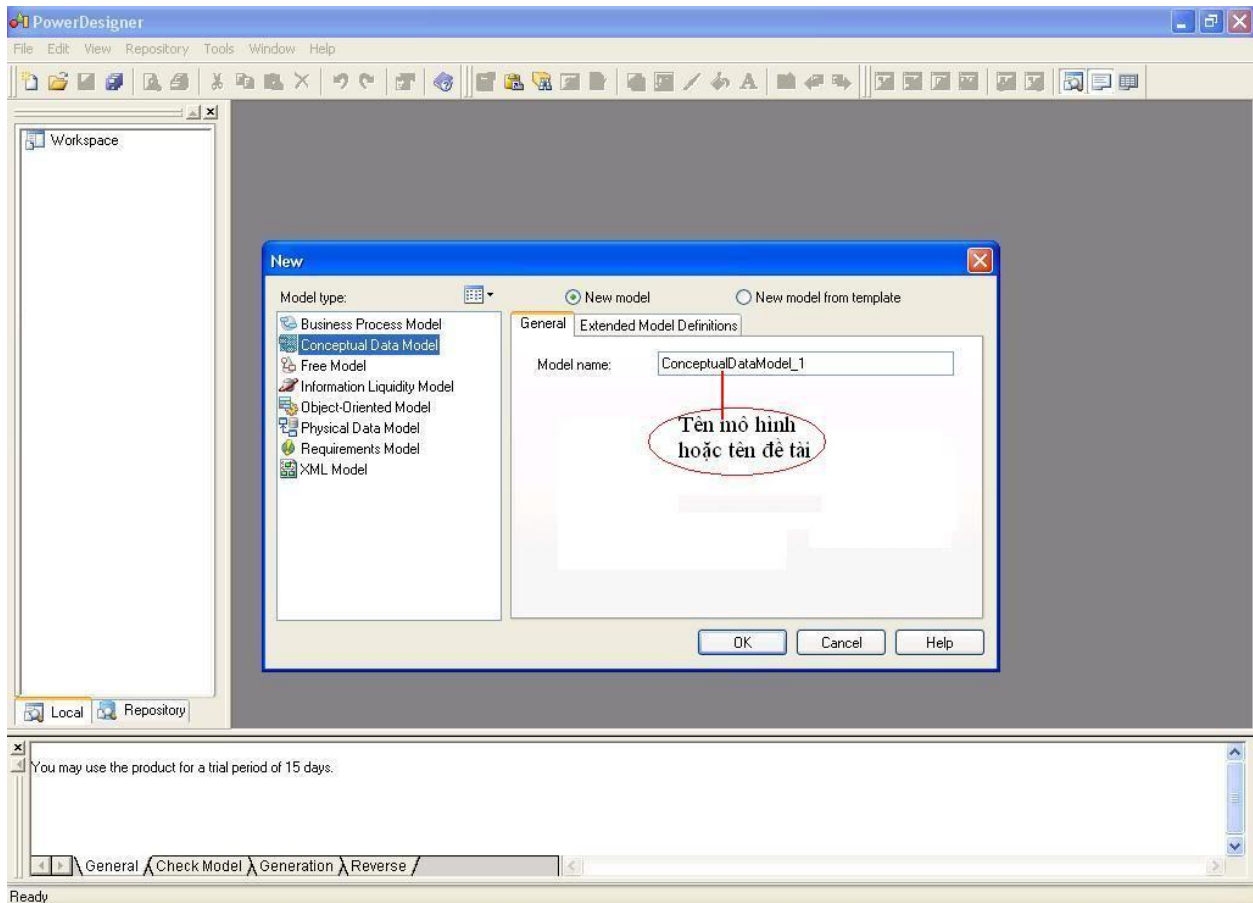 PowerDesigner
File Edit View Repository Tools Window Help
Workspace
New
Model type:
New model
New model from template
Business Process Model
Conceptual Data Model
Free Model
Information Liquidity Model
Object-Oriented Model
Physical Data Model
Requirements Model
XML Model
General Extended Model Definitions
Model name: ConceptualDataModel_1
Tên mô hình
hoặc tên đề tài
OK Cancel Help
Local Repository
You may use the product for a trial period of 15 days.
General Check Model Generation Reverse
Ready